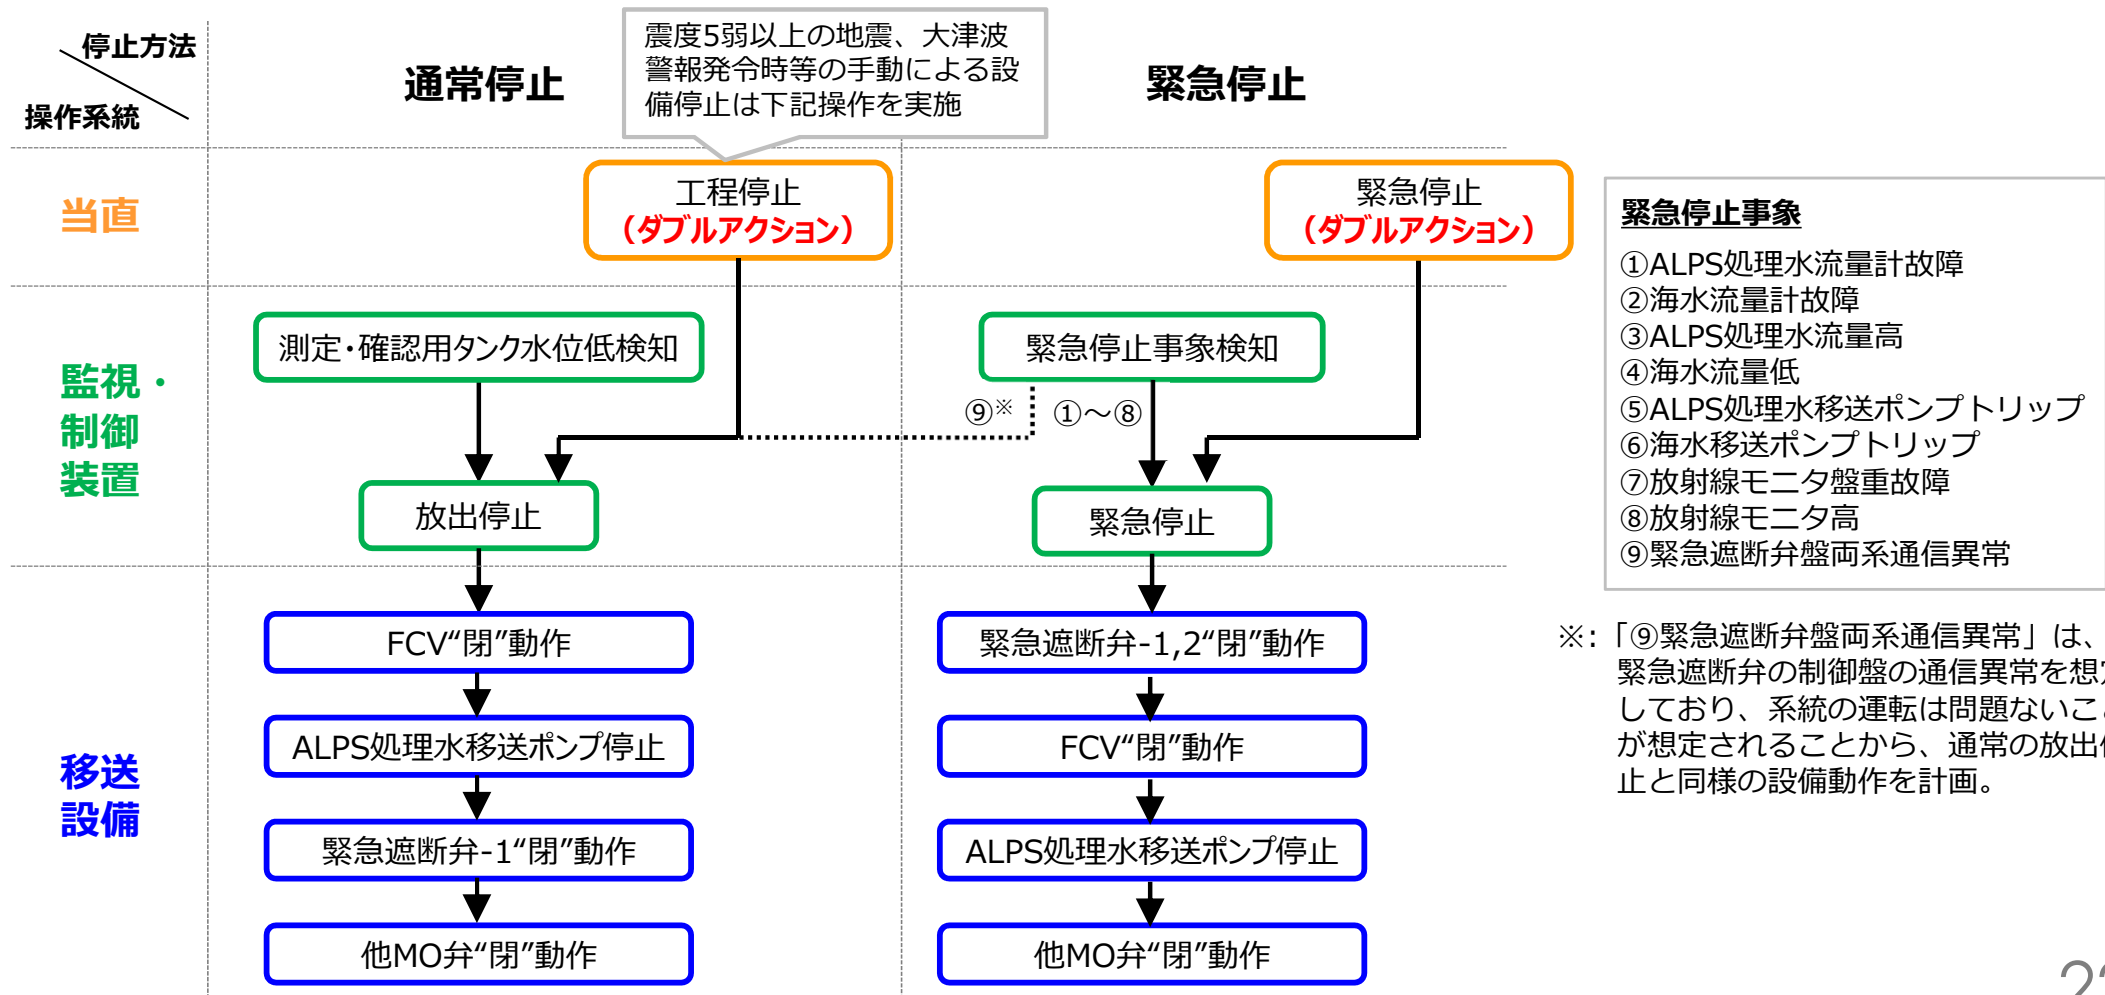 停止方法
操作系統
通常停止
震度5弱以上の地震、大津波
警報発令時等の手動による設
備停止は下記操作を実施
緊急停止
当直
工程停止
（ダブルアクション）
緊急停止
（ダブルアクション）
監視・
制御
装置
測定・確認用タンク水位低検知
緊急停止事象検知
⑨※
①～⑧
放出停止
緊急停止
移送
設備
FCV“閉”動作
ALPS処理水移送ポンプ停止
緊急遮断弁-1“閉”動作
他MO弁“閉”動作
緊急遮断弁-1,2“閉”動作
FCV“閉”動作
ALPS処理水移送ポンプ停止
他MO弁“閉”動作
緊急停止事象
①ALPS処理水流量計故障
②海水流量計故障
③ALPS処理水流量高
④海水流量低
⑤ALPS処理水移送ポンプトリップ
⑥海水移送ポンプトリップ
⑦放射線モニタ盤重故障
⑧放射線モニタ高
⑨緊急遮断弁盤両系通信異常
※:「⑨緊急遮断弁盤両系通信異常」は、
緊急遮断弁の制御盤の通信異常を想
しており、系統の運転は問題ないこ
が想定されることから、通常の放出
止と同様の設備動作を計画。